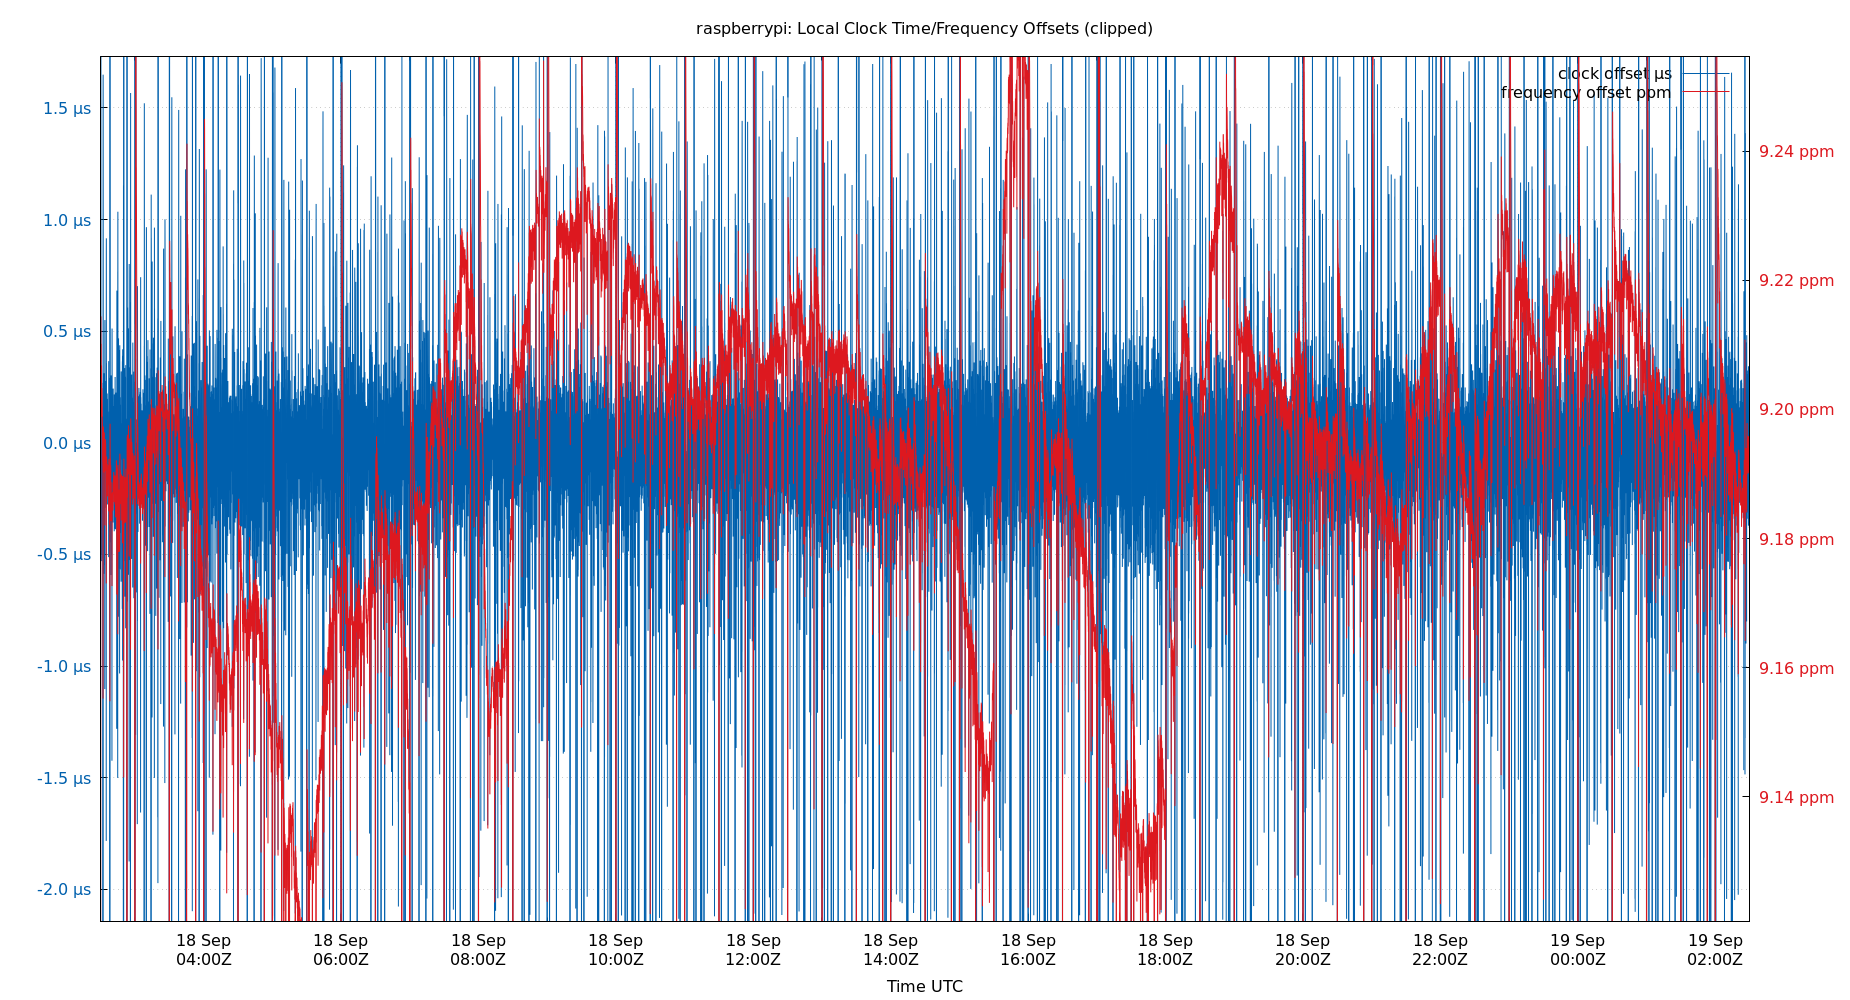 raspberrypi: Local Clock Time/Frequency Offsets (clipped)
clock offset µs
frequency offset ppm
1.5 µs
1.0 µs
0.5 µs
0.0 µs
-0.5 µs
-1.0 µs
-1.5 µs
-2.0 µs
9.24 ppm
9.22 ppm
9.20 ppm
9.18 ppm
9.16 ppm
9.14 ppm
18 Sep 18 Sep 18 Sep 18 Sep 18 Sep 18 Sep 18 Sep 18 Sep 18 Sep 18 Sep 19 Sep 19 Sep
04:00Z 06:00Z 08:00Z 10:00Z 12:00Z 14:00Z 16:00Z 18:00Z 20:00Z 22:00Z 00:00Z 02:00Z
Time UTC